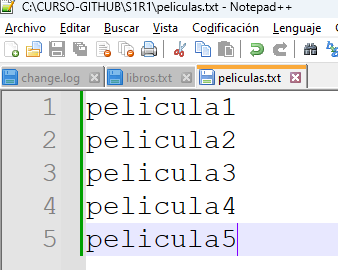 C:\CURSO-GITHUB\S1R1\peliculas.txt - Notepad++
Archivo Editar Buscar Vista Codificación Lenguaje
change.log libros.txt peliculas.txt
1 pelicula1
2 pelicula2
3 pelicula3
4 pelicula4
5 pelicula5